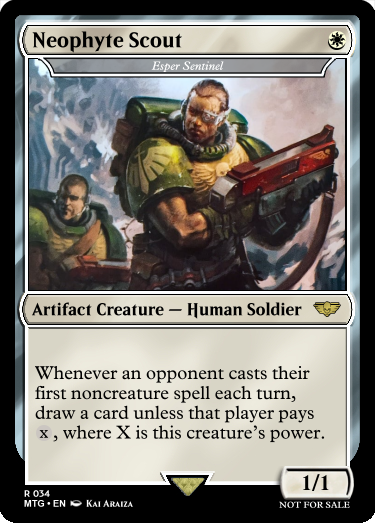 Neophyte Scout
Esper Sentinel
Artifact Creature — Human Soldier
Whenever an opponent casts their
first noncreature spell each turn,
draw a card unless that player pays
X, where X is this creature's power.
1/1
R 034
MTG • EN Kai Araiza
NOT FOR SALE